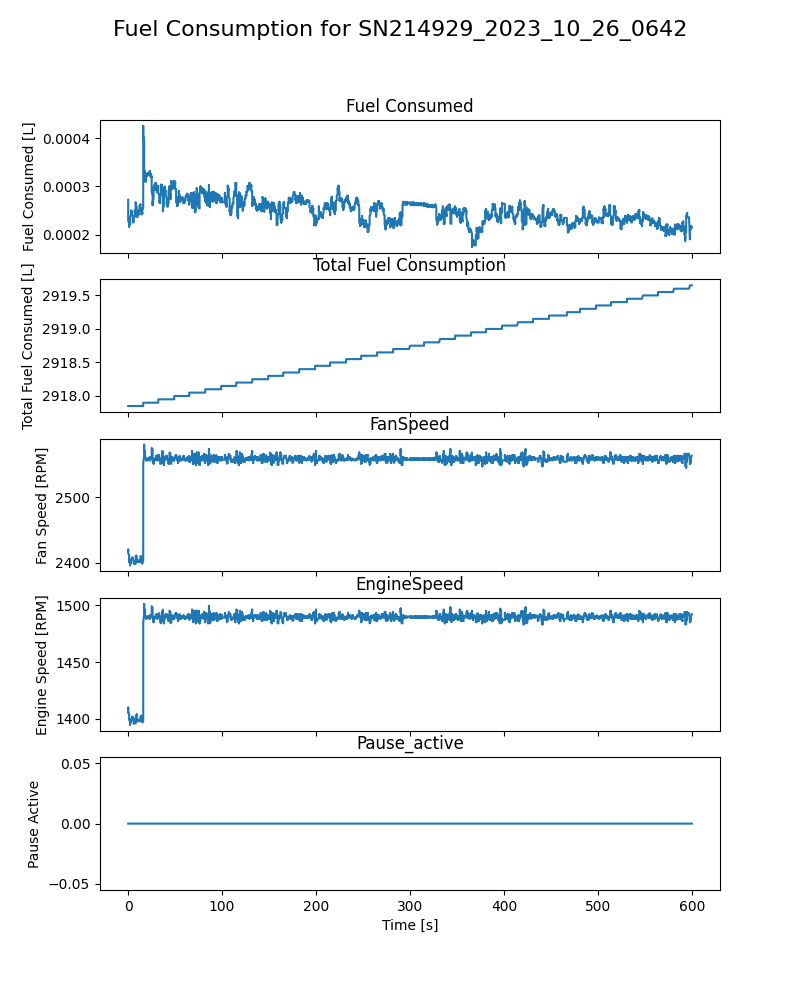 Fuel Consumption for SN214929_2023_10_26_0642
Fuel Consumed
Fuel Consumed [L]
0.0004
0.0003
0.0002
Total Fuel Consumption
Total Fuel Consumed [L]
2919.5
2919.0
2918.5
2918.0
FanSpeed
Fan Speed [RPM]
2500
2400
EngineSpeed
Engine Speed [RPM]
1500
1450
1400
Pause_active
Pause Active
0.05
0.00
−0.05
0 100 200 300 400 500 600
Time [s]